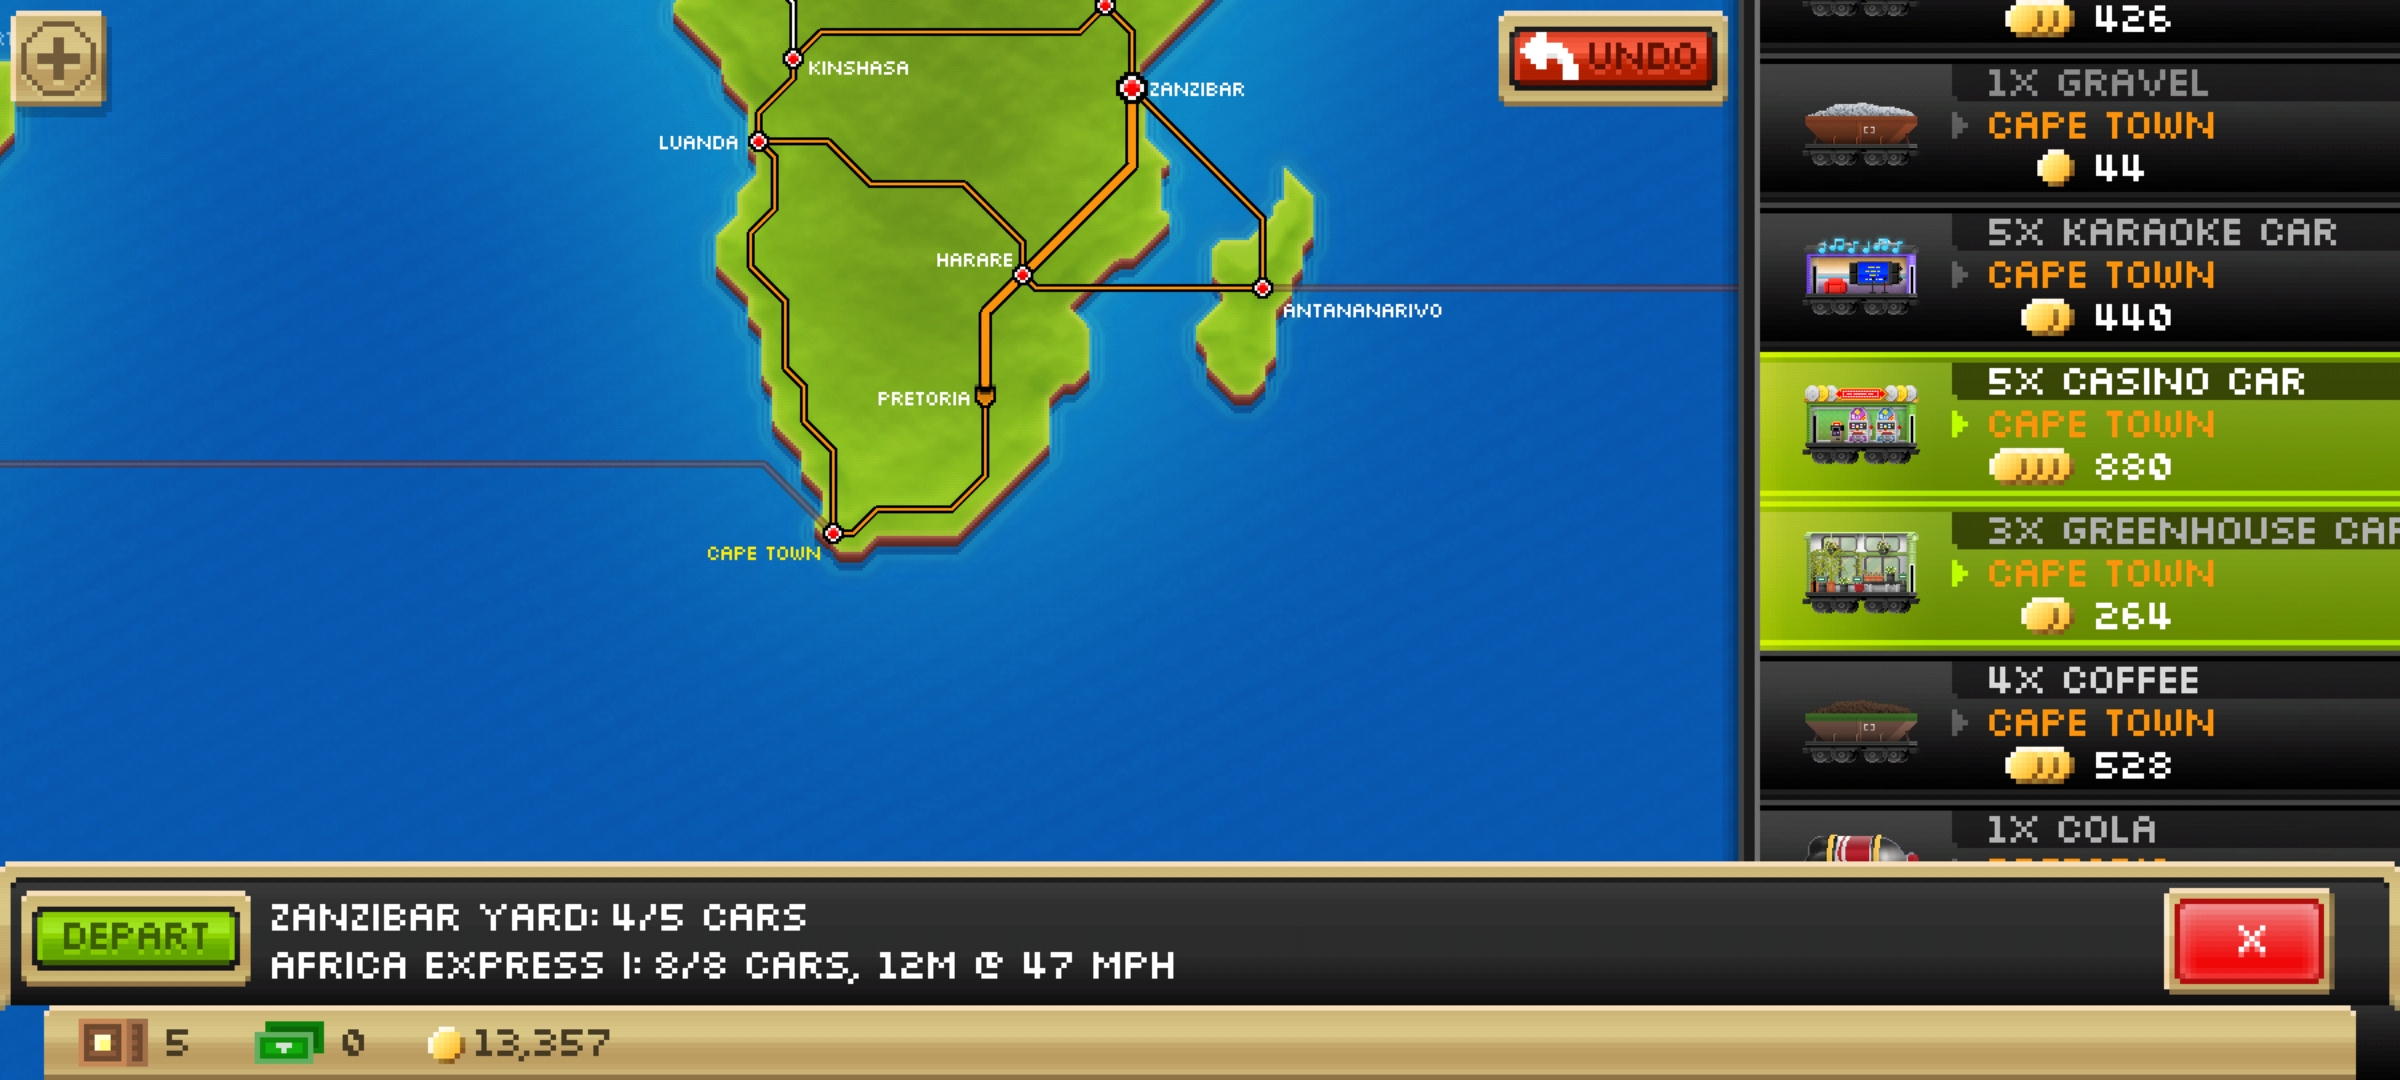 KINSHASA
ZANZIBAR
LUANDA
HARARE
ANTANANARIVO
PRETORIA
CAPE TOWN
UNDO
426
1X GRAVEL
CAPE TOWN
44
5X KARAOKE CAR
CAPE TOWN
440
5X CASINO CAR
CAPE TOWN
880
3X GREENHOUSE CAR
CAPE TOWN
264
4X COFFEE
CAPE TOWN
528
1X COLA
DEPART
ZANZIBAR YARD: 4/5 CARS
AFRICA EXPRESS I: 8/8 CARS, 12M @ 47 MPH
X
5
0
13,357